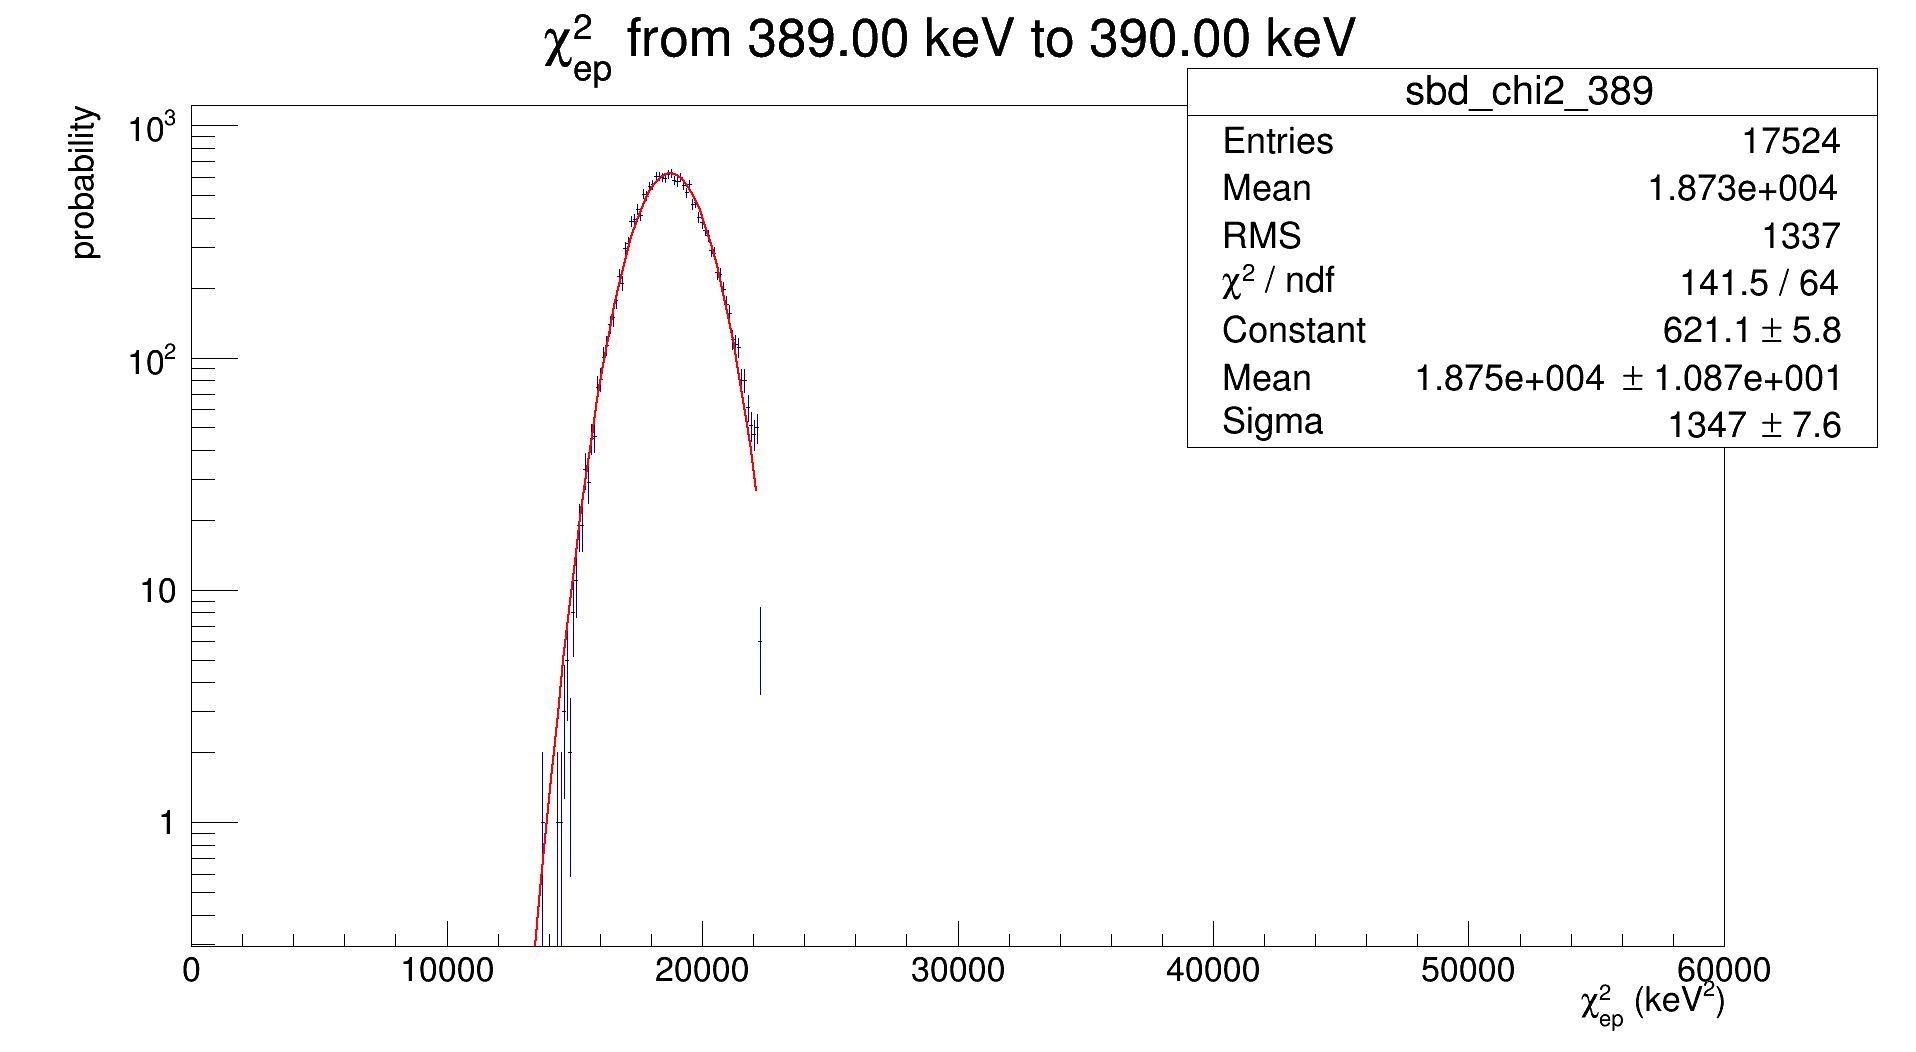 χ²ep from 389.00 keV to 390.00 keV
sbd_chi2_389
Entries 17524
Mean 1.873e+004
RMS 1337
χ² / ndf 141.5 / 64
Constant 621.1 ± 5.8
Mean 1.875e+004 ± 1.087e+001
Sigma 1347 ± 7.6
probability
10³
10²
10
1
0 10000 20000 30000 40000 50000 60000
χ²ep (keV²)